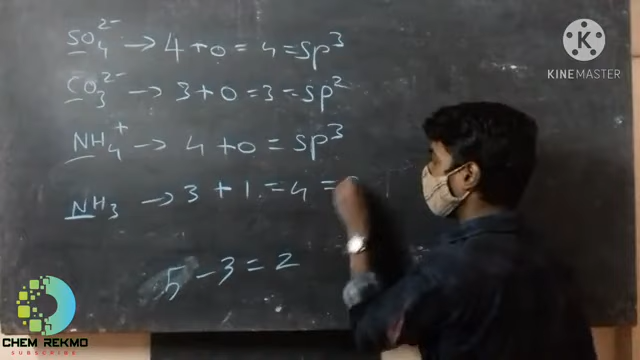 SO₄²⁻ → 4 + 0 = 4 = sp³
KINEMASTER
CO₃²⁻ → 3 + 0 = 3 = sp²
NH₄⁺ → 4 + 0 = sp³
NH₃ → 3 + 1 = 4 =
5 - 3 = 2
CHEM REKMO
SUBSCRIBE